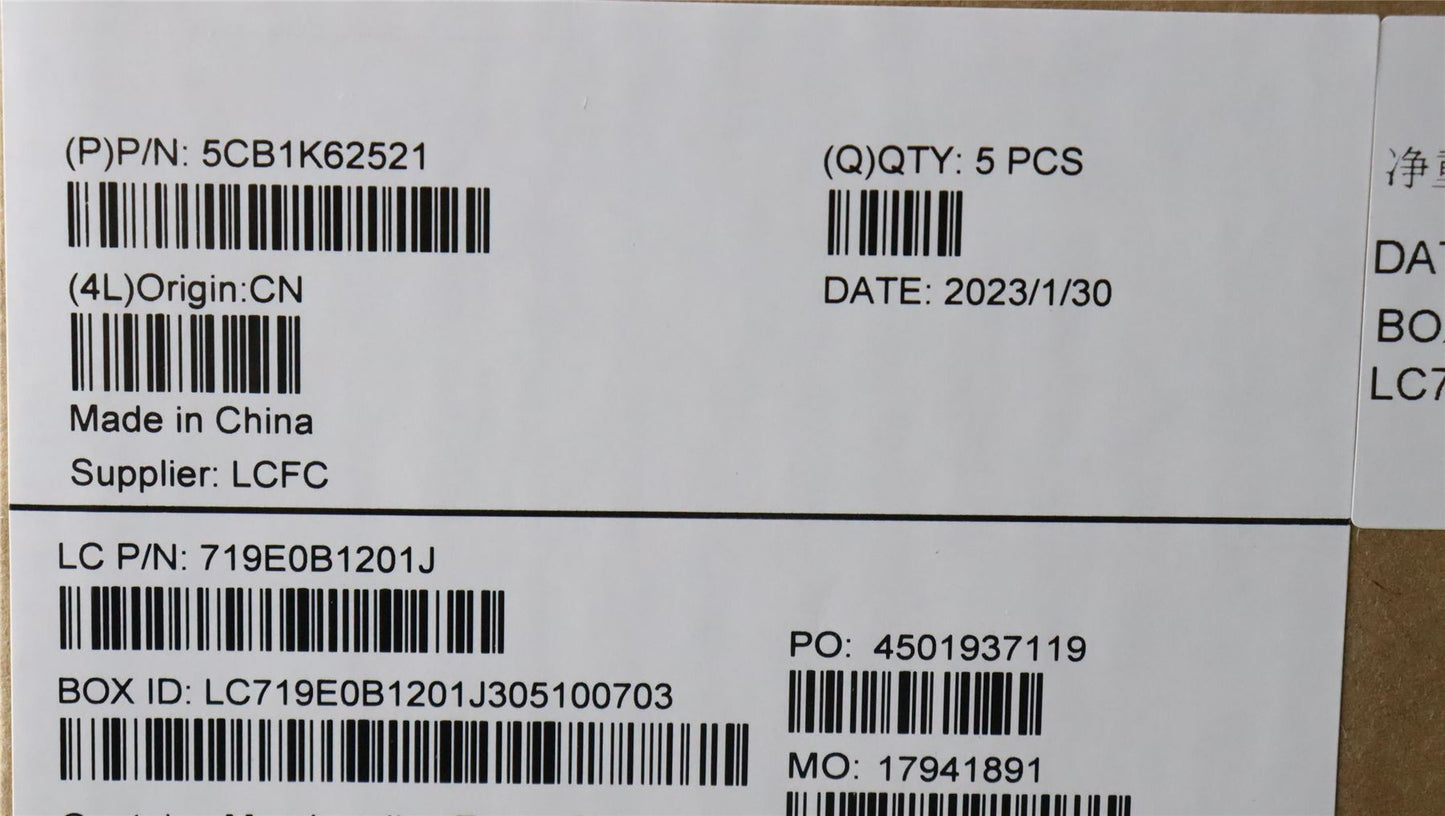 (P)P/N: 5CB1K62521
(Q)QTY: 5 PCS
(4L)Origin:CN
DATE: 2023/1/30
Made in China
Supplier: LCFC
LC P/N: 719E0B1201J
PO: 4501937119
BOX ID: LC719E0B1201J305100703
MO: 17941891
净
DA
BO
LC7